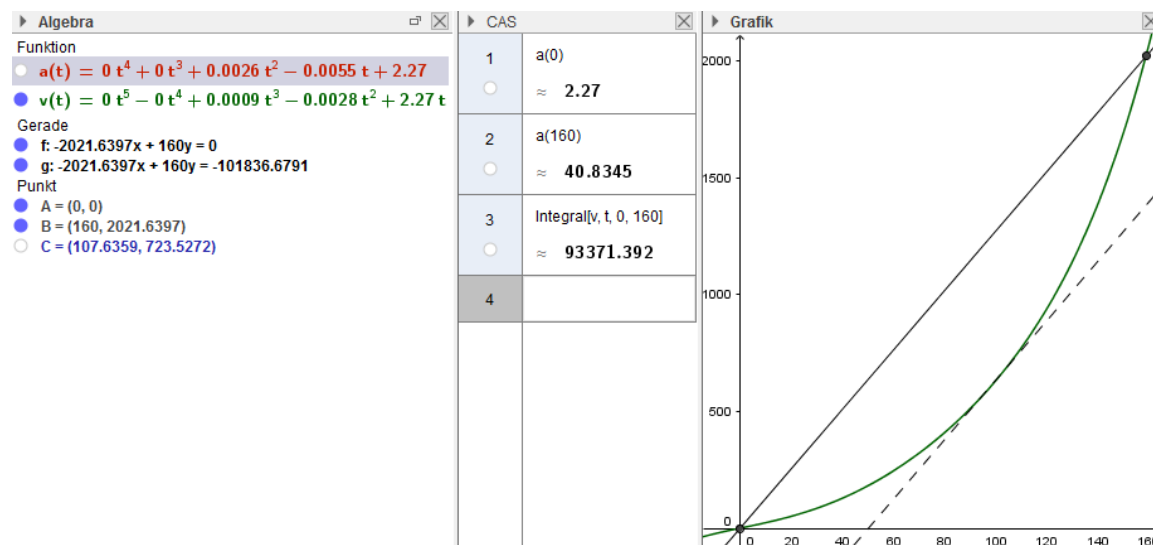 Algebra
Funktion
a(t) = 0 t⁴ + 0 t³ + 0.0026 t² − 0.0055 t + 2.27
v(t) = 0 t⁵ − 0 t⁴ + 0.0009 t³ − 0.0028 t² + 2.27 t
Gerade
f: -2021.6397x + 160y = 0
g: -2021.6397x + 160y = -101836.6791
Punkt
A = (0, 0)
B = (160, 2021.6397)
C = (107.6359, 723.5272)
CAS
1
a(0)
≈ 2.27
2
a(160)
≈ 40.8345
3
Integral[v, t, 0, 160]
≈ 93371.392
4
Grafik
2000
1500
1000
500
0
0 20 40 60 80 100 120 140 160